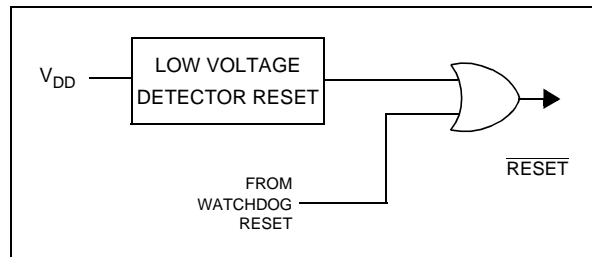 LOW VOLTAGE
DETECTOR RESET
VDD
RESET
FROM
WATCHDOG
RESET